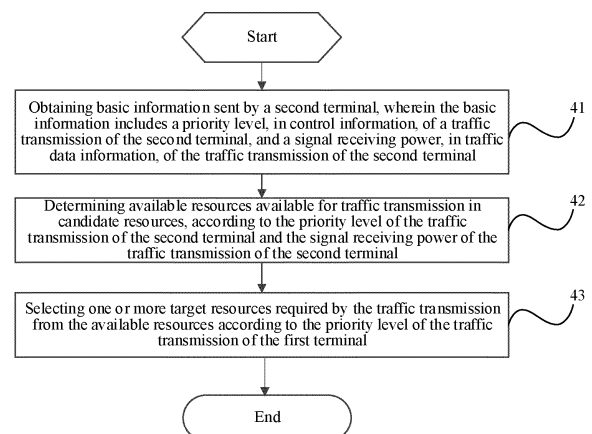 Start
Obtaining basic information sent by a second terminal, wherein the basic
information includes a priority level, in control information, of a traffic
transmission of the second terminal, and a signal receiving power, in traffic
data information, of the traffic transmission of the second terminal
41
Determining available resources available for traffic transmission in
candidate resources, according to the priority level of the traffic
transmission of the second terminal and the signal receiving power of the
traffic transmission of the second terminal
42
Selecting one or more target resources required by the traffic transmission
from the available resources according to the priority level of the traffic
transmission of the first terminal
43
End